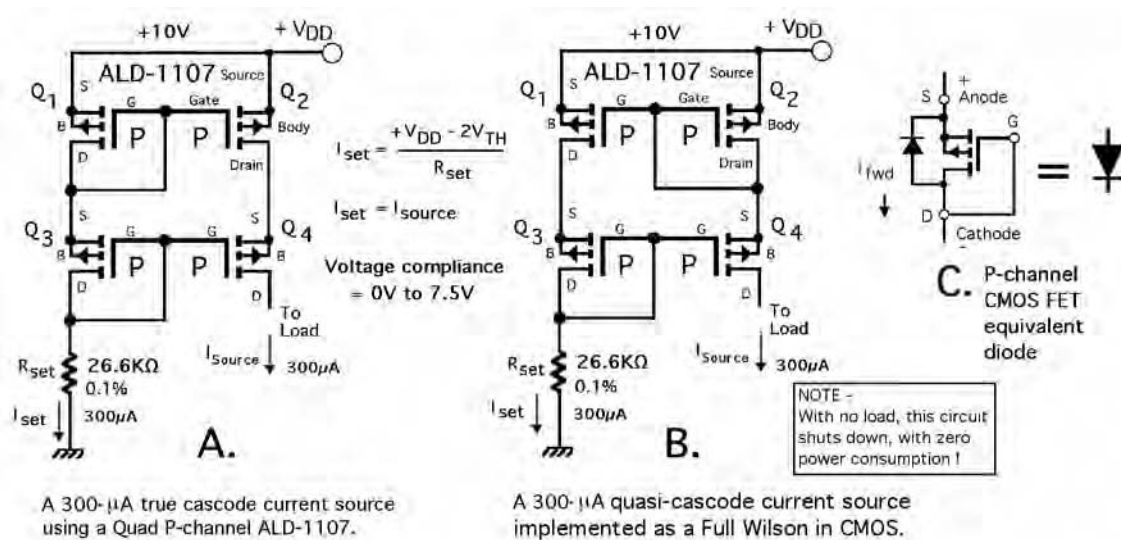 +10V
+ VDD
ALD-1107 Source
Q1
S
G
Gate
Q2
B
P
P
Body
D
Drain
Iset = +VDD - 2VTH
Rset
Iset = Isource
Q3
S
G
G
S
Q4
B
P
P
B
D
D
Voltage compliance
= 0V to 7.5V
To
Load
ISource
300µA
Rset
26.6KΩ
0.1%
Iset
300µA
A.
A 300-µA true cascode current source
using a Quad P-channel ALD-1107.
+10V
+ VDD
ALD-1107 Source
Q1
S
G
Gate
Q2
B
P
P
Body
D
Drain
Q3
S
G
G
S
Q4
B
P
P
B
D
D
To
Load
ISource
300µA
Rset
26.6KΩ
0.1%
Iset
300µA
B.
A 300-µA quasi-cascode current source
implemented as a Full Wilson in CMOS.
+
S
Anode
G
Ifwd
=
D
Cathode
-
C. P-channel
CMOS FET
equivalent
diode
NOTE -
With no load, this circuit
shuts down, with zero
power consumption !